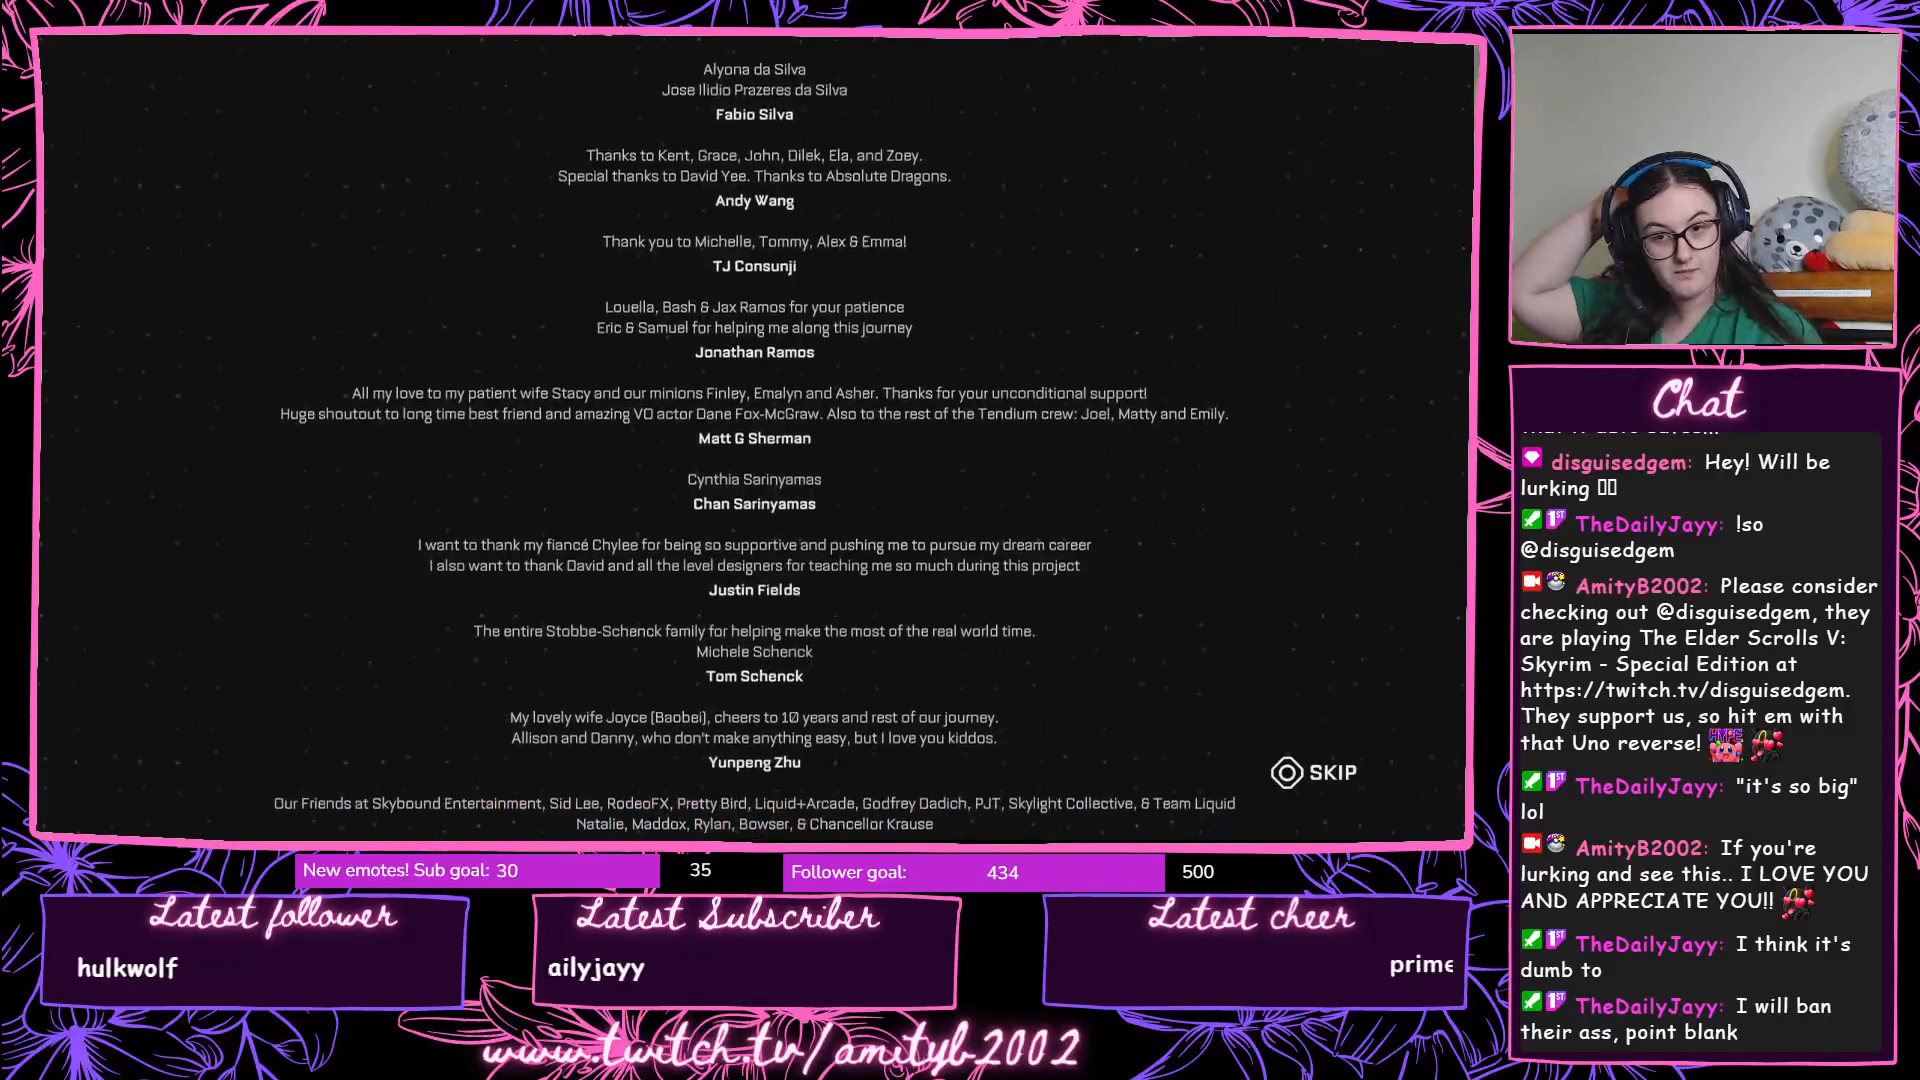 Alyona da Silva
Jose Ilidio Prazeres da Silva
Fabio Silva
Thanks to Kent, Grace, John, Dilek, Ela, and Zoey.
Special thanks to David Yee. Thanks to Absolute Dragons.
Andy Wang
Thank you to Michelle, Tommy, Alex & Emma!
TJ Consunji
Louella, Bash & Jax Ramos for your patience
Eric & Samuel for helping me along this journey
Jonathan Ramos
All my love to my patient wife Stacy and our minions Finley, Emalyn and Asher. Thanks for your unconditional support!
Huge shoutout to long time best friend and amazing VO actor Dane Fox-McGraw. Also to the rest of the Tendium crew: Joel, Matty and Emily.
Matt G Sherman
Cynthia Sarinyamas
Chan Sarinyamas
I want to thank my fiancé Chylee for being so supportive and pushing me to pursue my dream career
I also want to thank David and all the level designers for teaching me so much during this project
Justin Fields
The entire Stobbe-Schenck family for helping make the most of the real world time.
Michele Schenck
Tom Schenck
My lovely wife Joyce (Baobei), cheers to 10 years and rest of our journey.
Allison and Danny, who don't make anything easy, but I love you kiddos.
Yunpeng Zhu
SKIP
Our Friends at Skybound Entertainment, Sid Lee, RodeoFX, Pretty Bird, Liquid+Arcade, Godfrey Dadich, PJT, Skylight Collective, & Team Liquid
Natalie, Maddox, Rylan, Bowser, & Chancellor Krause
New emotes! Sub goal: 30 35
Follower goal: 434 500
Latest follower
hulkwolf
Latest Subscriber
ailyjayy
Latest cheer
prime
www.twitch.tv/amityb2002
Chat
disguisedgem: Hey! Will be
lurking
TheDailyJayy: !so
@disguisedgem
AmityB2002: Please consider
checking out @disguisedgem, they
are playing The Elder Scrolls V:
Skyrim - Special Edition at
https://twitch.tv/disguisedgem.
They support us, so hit em with
that Uno reverse! HYPE
TheDailyJayy: "it's so big"
lol
AmityB2002: If you're
lurking and see this.. I LOVE YOU
AND APPRECIATE YOU!!
TheDailyJayy: I think it's
dumb to
TheDailyJayy: I will ban
their ass, point blank